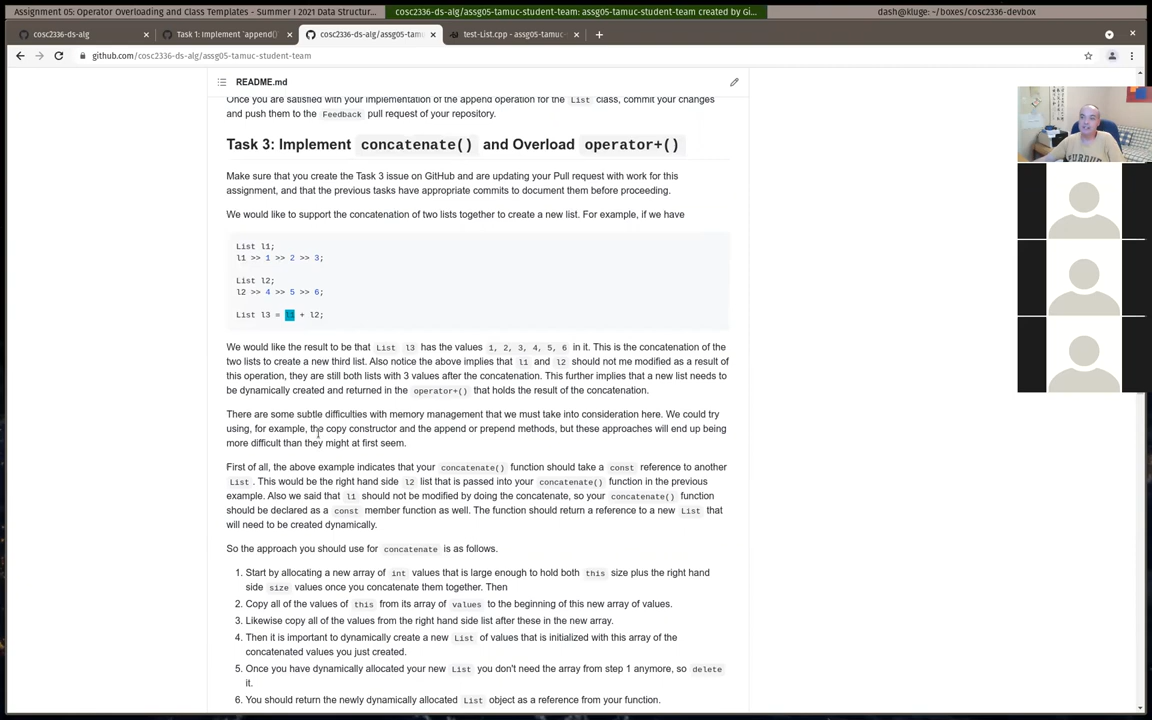 Assignment 05: Operator Overloading and Class Templates - Summer I 2021 Data Structur...
cosc2336-ds-alg/assg05-tamuc-student-team: assg05-tamuc-student-team created by Gi...
dash@kluge: ~/boxes/cosc2336-devbox
cosc2336-ds-alg
Task 1: Implement `append()`
cosc2336-ds-alg/assg05-tamu
test-List.cpp - assg05-tamuc-s
github.com/cosc2336-ds-alg/assg05-tamuc-student-team
README.md
Once you are satisfied with your implementation of the append operation for the List class, commit your changes
and push them to the Feedback pull request of your repository.
Task 3: Implement concatenate() and Overload operator+()
Make sure that you create the Task 3 issue on GitHub and are updating your Pull request with work for this
assignment, and that the previous tasks have appropriate commits to document them before proceeding.
We would like to support the concatenation of two lists together to create a new list. For example, if we have
List l1;
l1 >> 1 >> 2 >> 3;
List l2;
l2 >> 4 >> 5 >> 6;
List l3 = l1 + l2;
We would like the result to be that List l3 has the values 1, 2, 3, 4, 5, 6 in it. This is the concatenation of the
two lists to create a new third list. Also notice the above implies that l1 and l2 should not me modified as a result of
this operation, they are still both lists with 3 values after the concatenation. This further implies that a new list needs to
be dynamically created and returned in the operator+() that holds the result of the concatenation.
There are some subtle difficulties with memory management that we must take into consideration here. We could try
using, for example, the copy constructor and the append or prepend methods, but these approaches will end up being
more difficult than they might at first seem.
First of all, the above example indicates that your concatenate() function should take a const reference to another
List . This would be the right hand side l2 list that is passed into your concatenate() function in the previous
example. Also we said that l1 should not be modified by doing the concatenate, so your concatenate() function
should be declared as a const member function as well. The function should return a reference to a new List that
will need to be created dynamically.
So the approach you should use for concatenate is as follows.
1. Start by allocating a new array of int values that is large enough to hold both this size plus the right hand
side size values once you concatenate them together. Then
2. Copy all of the values of this from its array of values to the beginning of this new array of values.
3. Likewise copy all of the values from the right hand side list after these in the new array.
4. Then it is important to dynamically create a new List of values that is initialized with this array of the
concatenated values you just created.
5. Once you have dynamically allocated your new List you don't need the array from step 1 anymore, so delete
it.
6. You should return the newly dynamically allocated List object as a reference from your function.